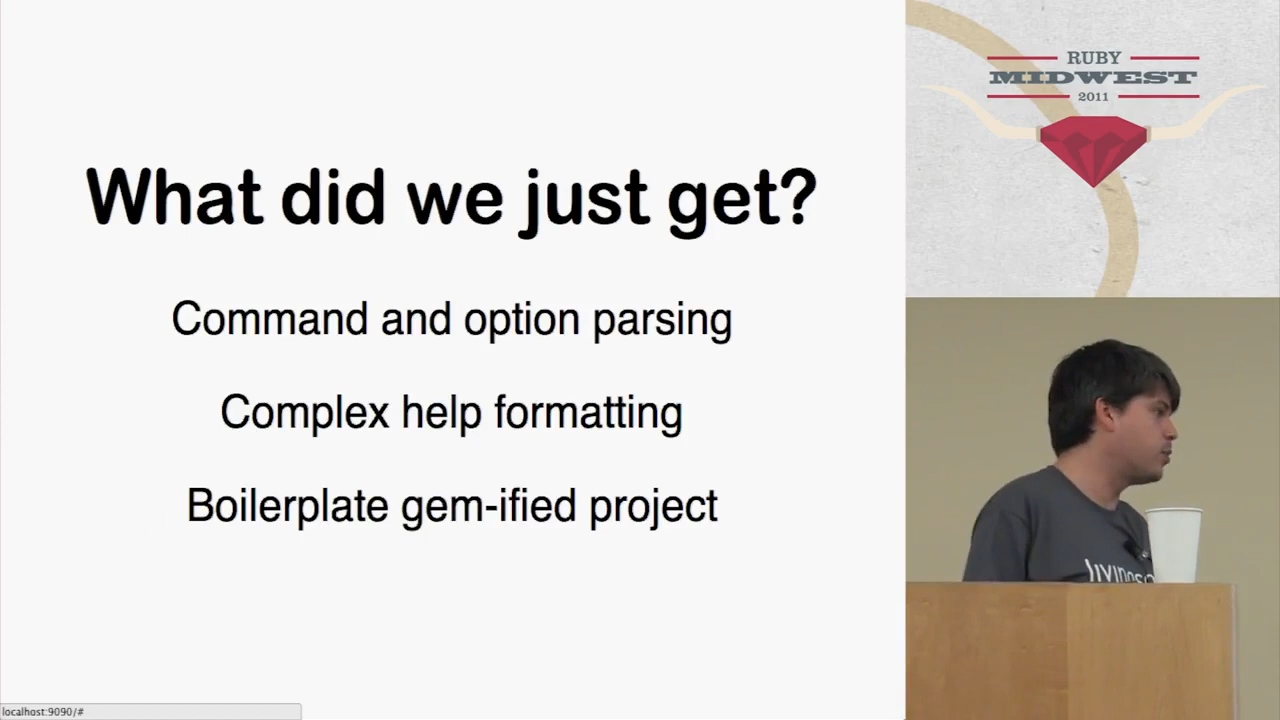 What did we just get?
Command and option parsing
Complex help formatting
Boilerplate gem-ified project
localhost:9090/#
RUBY
MIDWEST
2011